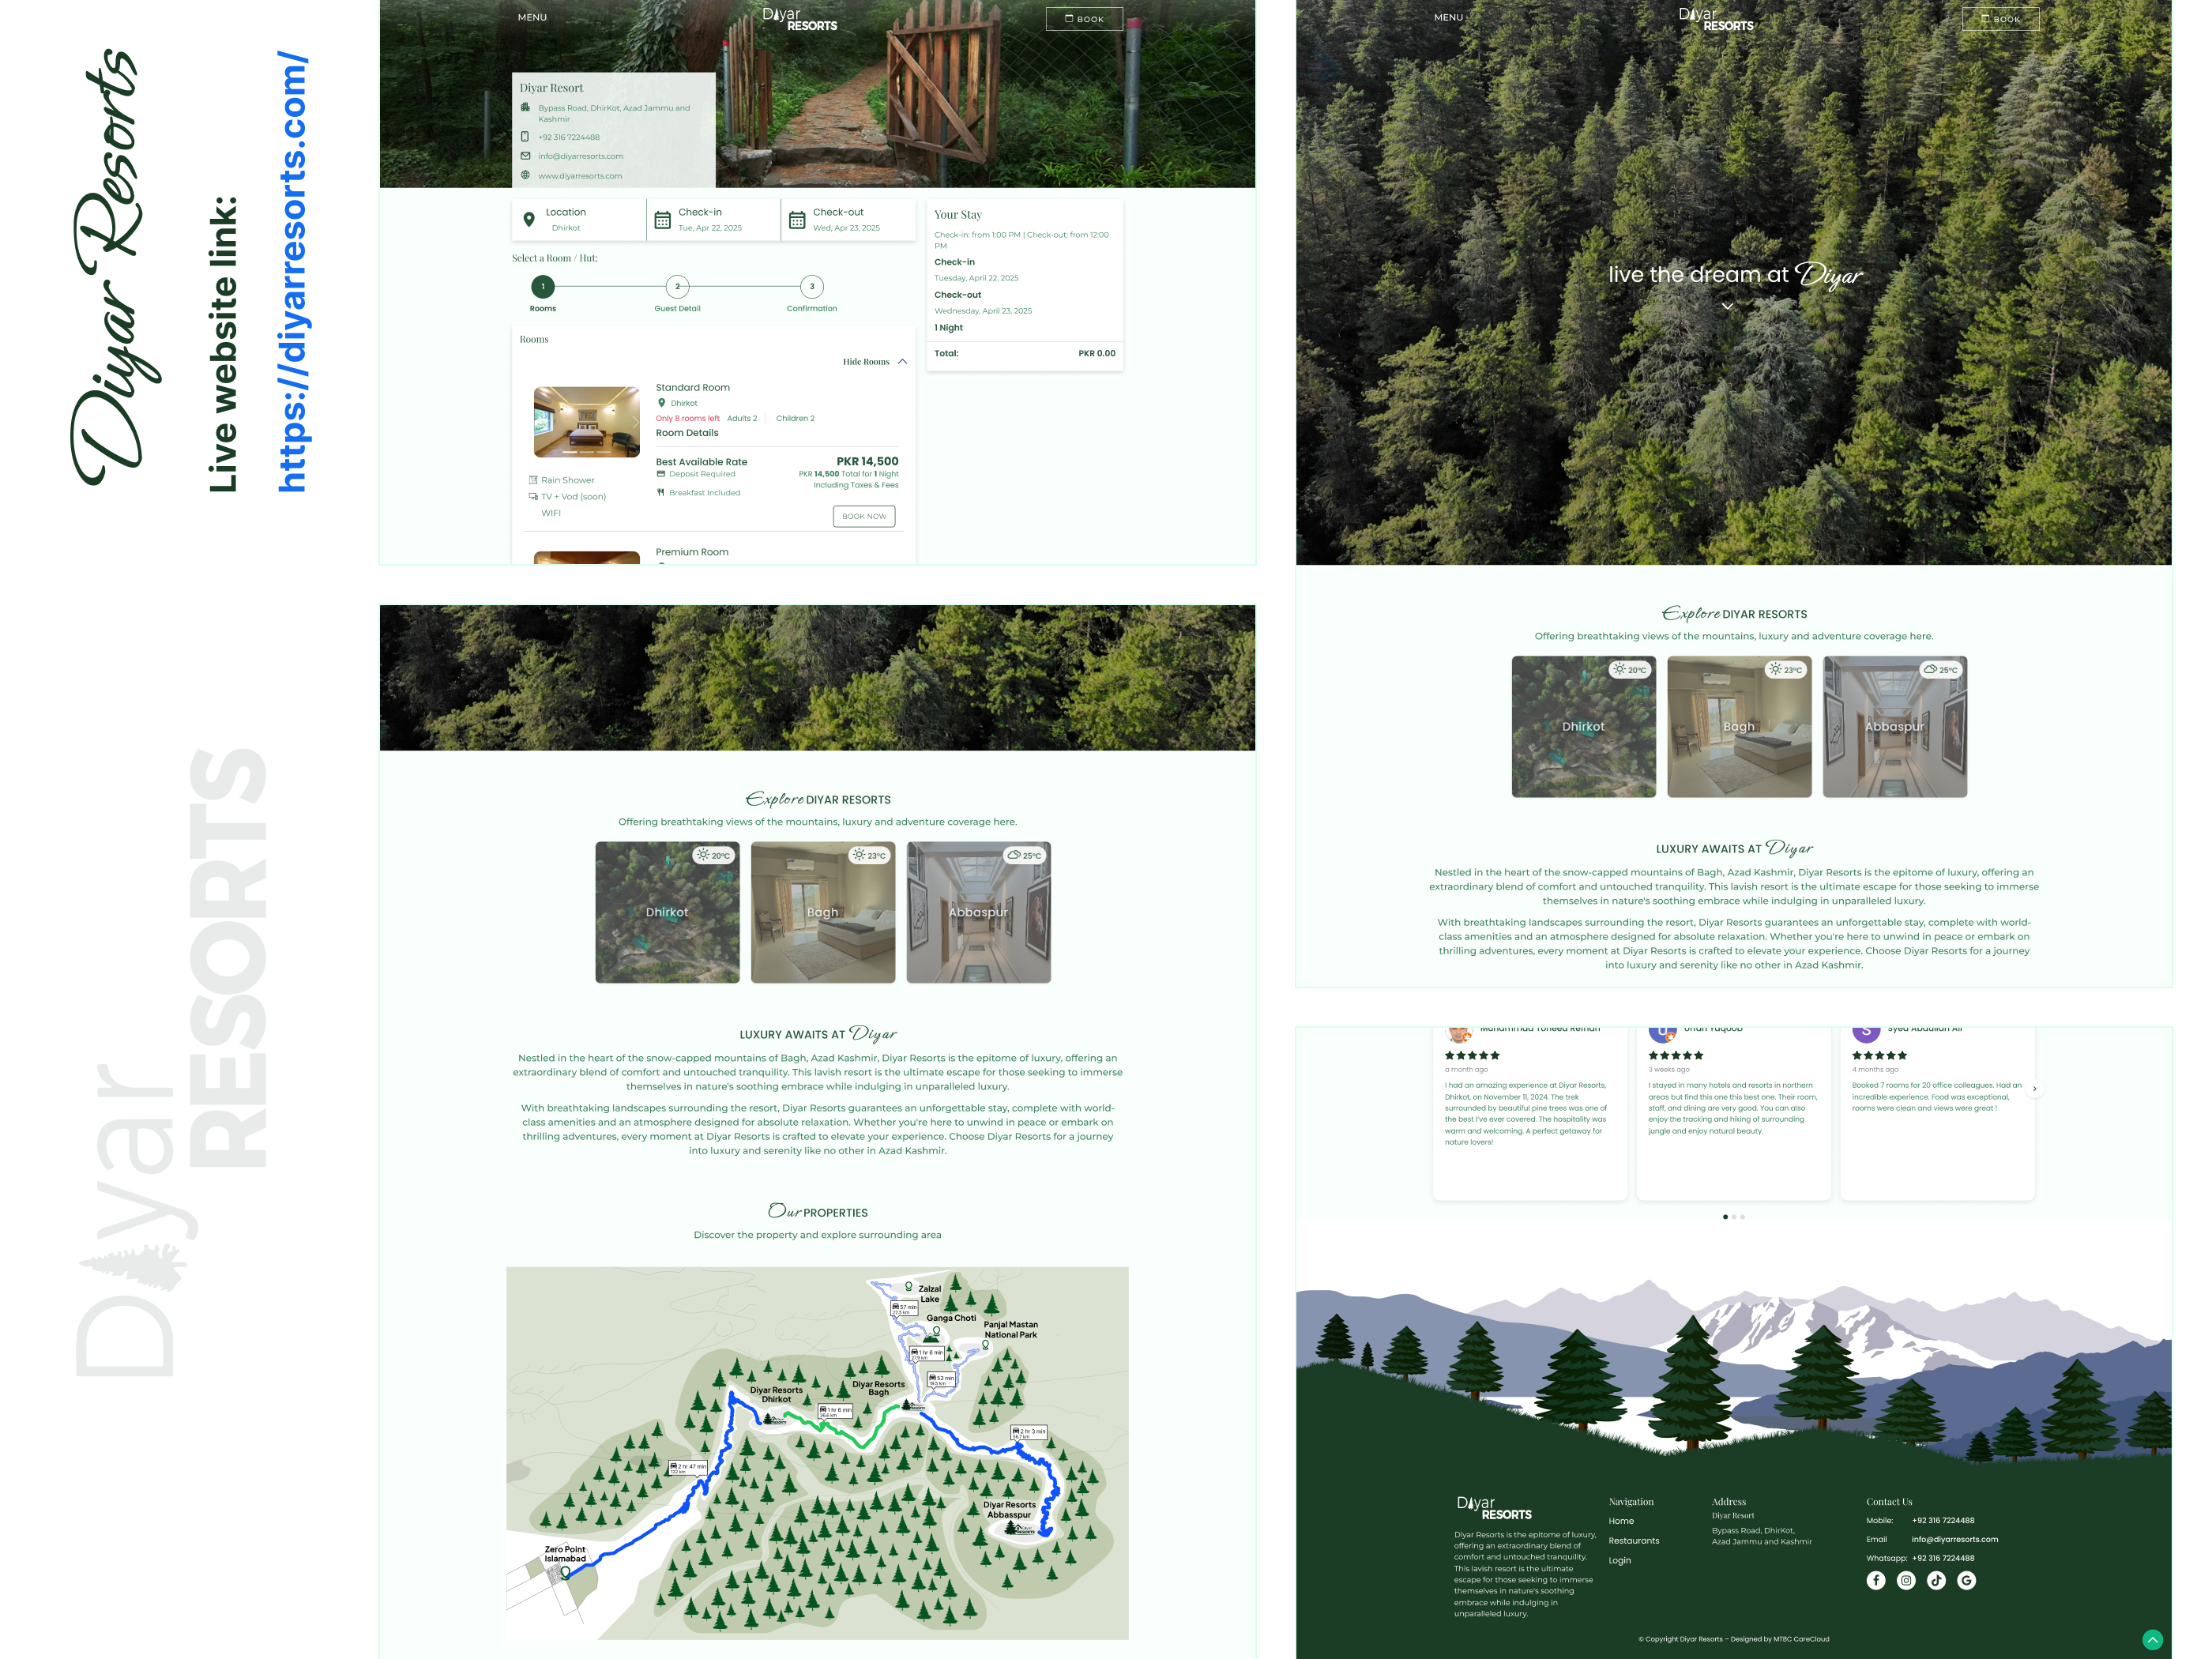 Diyar Resorts
Live website link:
https://diyarresorts.com/
Diyar
RESORTS
MENU
Diyar
RESORTS
BOOK
Diyar Resort
Bypass Road, DhirKot, Azad Jammu and
Kashmir
+92 316 7224488
info@diyarresorts.com
www.diyarresorts.com
Location
Dhirkot
Check-in
Tue, Apr 22, 2025
Check-out
Wed, Apr 23, 2025
Select a Room / Hut:
1
2
3
Rooms
Guest Detail
Confirmation
Rooms
Hide Rooms
Standard Room
Dhirkot
Only 8 rooms left Adults 2 Children 2
Room Details
Best Available Rate
PKR 14,500
Deposit Required
PKR 14,500 Total for 1 Night
Including Taxes & Fees
Breakfast Included
Rain Shower
TV + Vod (soon)
WIFI
BOOK NOW
Premium Room
Your Stay
Check-in: from 1:00 PM | Check-out: from 12:00
PM
Check-in
Tuesday, April 22, 2025
Check-out
Wednesday, April 23, 2025
1 Night
Total: PKR 0.00
Explore DIYAR RESORTS
Offering breathtaking views of the mountains, luxury and adventure coverage here.
20°C
23°C
25°C
Dhirkot
Bagh
Abbaspur
LUXURY AWAITS AT Diyar
Nestled in the heart of the snow-capped mountains of Bagh, Azad Kashmir, Diyar Resorts is the epitome of luxury, offering an
extraordinary blend of comfort and untouched tranquility. This lavish resort is the ultimate escape for those seeking to immerse
themselves in nature's soothing embrace while indulging in unparalleled luxury.
With breathtaking landscapes surrounding the resort, Diyar Resorts guarantees an unforgettable stay, complete with world-
class amenities and an atmosphere designed for absolute relaxation. Whether you're here to unwind in peace or embark on
thrilling adventures, every moment at Diyar Resorts is crafted to elevate your experience. Choose Diyar Resorts for a journey
into luxury and serenity like no other in Azad Kashmir.
Our PROPERTIES
Discover the property and explore surrounding area
Zalzal
Lake
57 min
Ganga Choti
Panjal Mastan
National Park
1 hr 6 min
53 min
Diyar Resorts
Bagh
Diyar Resorts
Dhirkot
1 hr 6 min
2 hr 3 min
2 hr 47 min
Diyar Resorts
Abbasspur
Zero Point
Islamabad
MENU
Diyar
RESORTS
BOOK
live the dream at Diyar
Explore DIYAR RESORTS
Offering breathtaking views of the mountains, luxury and adventure coverage here.
20°C
23°C
25°C
Dhirkot
Bagh
Abbaspur
LUXURY AWAITS AT Diyar
Nestled in the heart of the snow-capped mountains of Bagh, Azad Kashmir, Diyar Resorts is the epitome of luxury, offering an
extraordinary blend of comfort and untouched tranquility. This lavish resort is the ultimate escape for those seeking to immerse
themselves in nature's soothing embrace while indulging in unparalleled luxury.
With breathtaking landscapes surrounding the resort, Diyar Resorts guarantees an unforgettable stay, complete with world-
class amenities and an atmosphere designed for absolute relaxation. Whether you're here to unwind in peace or embark on
thrilling adventures, every moment at Diyar Resorts is crafted to elevate your experience. Choose Diyar Resorts for a journey
into luxury and serenity like no other in Azad Kashmir.
a month ago
I had an amazing experience at Diyar Resorts,
Dhirkot, on November 11, 2024. The trek
surrounded by beautiful pine trees was one of
the best I've ever covered. The hospitality was
warm and welcoming. A perfect getaway for
nature lovers!
3 weeks ago
I stayed in many hotels and resorts in northern
areas but find this one this best one. Their room,
staff, and dining are very good. You can also
enjoy the tracking and hiking of surrounding
jungle and enjoy natural beauty.
Syed Abdullah Ali
4 months ago
Booked 7 rooms for 20 office colleagues. Had an
incredible experience. Food was exceptional,
rooms were clean and views were great !
Diyar
RESORTS
Diyar Resorts is the epitome of luxury,
offering an extraordinary blend of
comfort and untouched tranquility.
This lavish resort is the ultimate
escape for those seeking to immerse
themselves in nature's soothing
embrace while indulging in
unparalleled luxury.
Navigation
Home
Restaurants
Login
Address
Diyar Resort
Bypass Road, DhirKot,
Azad Jammu and Kashmir
Contact Us
Mobile: +92 316 7224488
Email info@diyarresorts.com
Whatsapp: +92 316 7224488
© Copyright Diyar Resorts – Designed by MTBC CareCloud